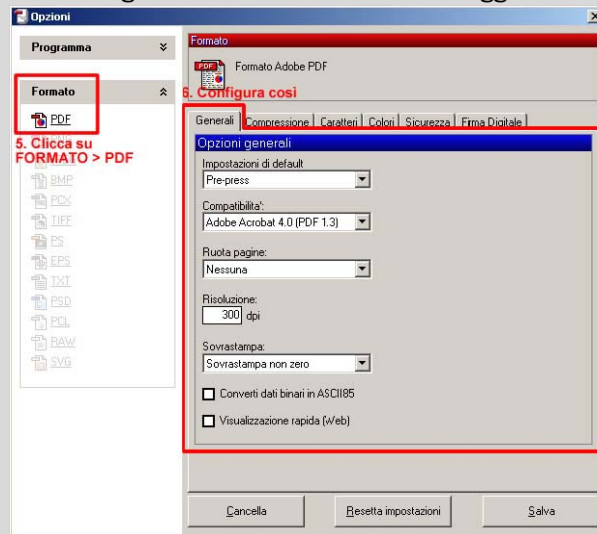 Opzioni
Programma
Formato
PDF
5. Clicca su
FORMATO > PDF
BMP
PCX
TIFF
PS
EPS
TXT
PSD
PCL
RAW
SVG
Formato
PDF
Formato Adobe PDF
6. Configura così
Generali Compressione Caratteri Colori Sicurezza Firma Digitale
Opzioni generali
Impostazioni di default
Pre-press
Compatibilita':
Adobe Acrobat 4.0 (PDF 1.3)
Ruota pagine:
Nessuna
Risoluzione:
300 dpi
Sovrastampa:
Sovrastampa non zero
Converti dati binari in ASCII85
Visualizzazione rapida (Web)
Cancella Resetta impostazioni Salva